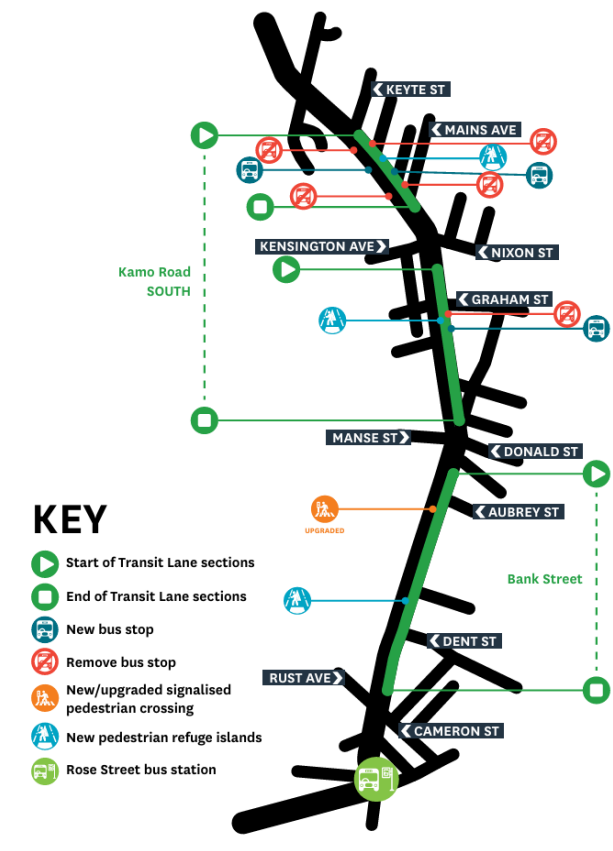 KEYTE ST
MAINS AVE
KENSINGTON AVE
NIXON ST
Kamo Road
SOUTH
GRAHAM ST
MANSE ST
DONALD ST
AUBREY ST
UPGRADED
Bank Street
DENT ST
RUST AVE
CAMERON ST
KEY
Start of Transit Lane sections
End of Transit Lane sections
New bus stop
Remove bus stop
New/upgraded signalised
pedestrian crossing
New pedestrian refuge islands
Rose Street bus station